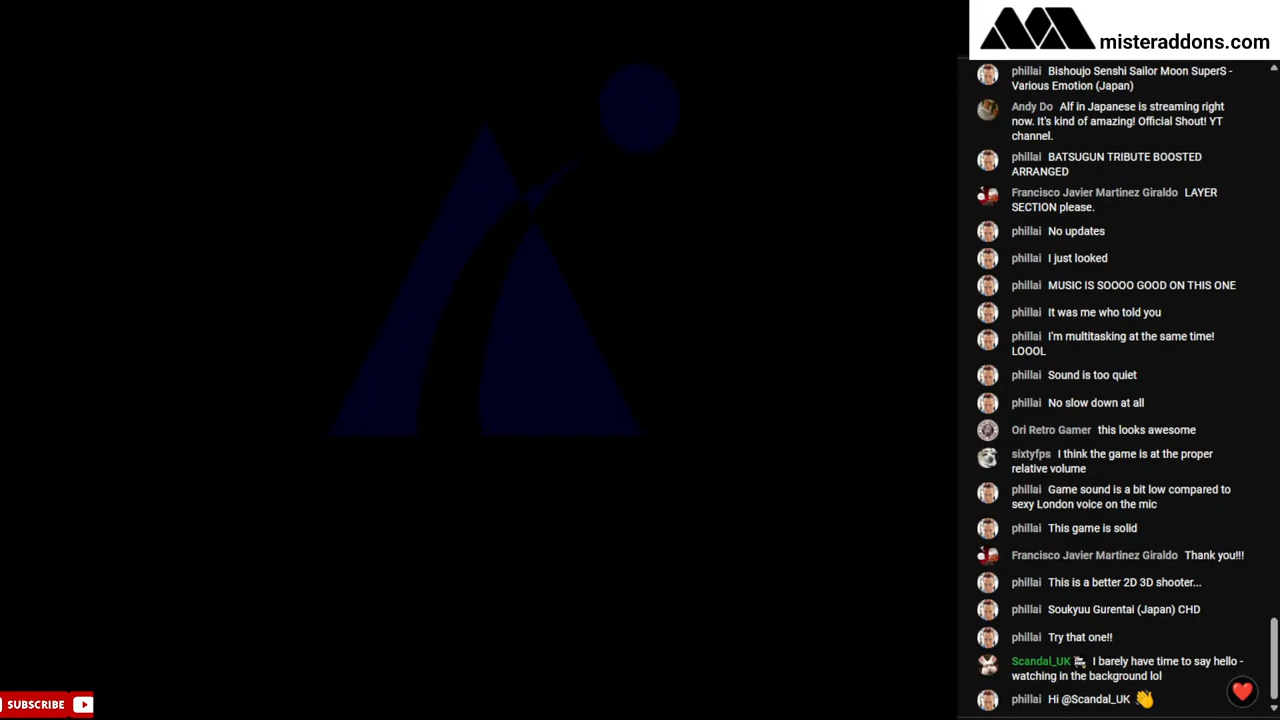 misteraddons.com
phillai Bishoujo Senshi Sailor Moon SuperS -
Various Emotion (Japan)
Andy Do Alf in Japanese is streaming right
now. It's kind of amazing! Official Shout! YT
channel.
phillai BATSUGUN TRIBUTE BOOSTED
ARRANGED
Francisco Javier Martinez Giraldo LAYER
SECTION please.
phillai No updates
phillai I just looked
phillai MUSIC IS SOOOO GOOD ON THIS ONE
phillai It was me who told you
phillai I'm multitasking at the same time!
LOOOL
phillai Sound is too quiet
phillai No slow down at all
Ori Retro Gamer this looks awesome
sixtyfps I think the game is at the proper
relative volume
phillai Game sound is a bit low compared to
sexy London voice on the mic
phillai This game is solid
Francisco Javier Martinez Giraldo Thank you!!!
phillai This is a better 2D 3D shooter...
phillai Soukyuu Gurentai (Japan) CHD
phillai Try that one!!
Scandal_UK I barely have time to say hello -
watching in the background lol
phillai Hi @Scandal_UK 👋
SUBSCRIBE